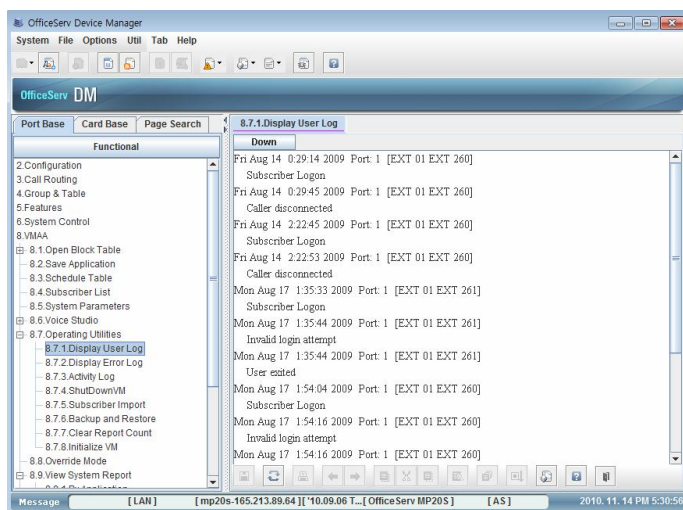 OfficeServ Device Manager
System File Options Util Tab Help
OfficeServ DM
Port Base Card Base Page Search
Functional
2.Configuration
3.Call Routing
4.Group & Table
5.Features
6.System Control
8.VMAA
8.1.Open Block Table
8.2.Save Application
8.3.Schedule Table
8.4.Subscriber List
8.5.System Parameters
8.6.Voice Studio
8.7.Operating Utilities
8.7.1.Display User Log
8.7.2.Display Error Log
8.7.3.Activity Log
8.7.4.ShutDownVM
8.7.5.Subscriber Import
8.7.6.Backup and Restore
8.7.7.Clear Report Count
8.7.8.Initialize VM
8.8.Override Mode
8.9.View System Report
8.7.1.Display User Log
Down
Fri Aug 14 0:29:14 2009 Port: 1 [EXT 01 EXT 260]
Subscriber Logon
Fri Aug 14 0:29:45 2009 Port: 1 [EXT 01 EXT 260]
Caller disconnected
Fri Aug 14 2:22:45 2009 Port: 1 [EXT 01 EXT 260]
Subscriber Logon
Fri Aug 14 2:22:53 2009 Port: 1 [EXT 01 EXT 260]
Caller disconnected
Mon Aug 17 1:35:33 2009 Port: 1 [EXT 01 EXT 261]
Subscriber Logon
Mon Aug 17 1:35:44 2009 Port: 1 [EXT 01 EXT 261]
Invalid login attempt
Mon Aug 17 1:35:44 2009 Port: 1 [EXT 01 EXT 261]
User exited
Mon Aug 17 1:54:04 2009 Port: 1 [EXT 01 EXT 260]
Subscriber Logon
Mon Aug 17 1:54:16 2009 Port: 1 [EXT 01 EXT 260]
Invalid login attempt
Mon Aug 17 1:54:16 2009 Port: 1 [EXT 01 EXT 260]
Message [LAN] [mp20s-165.213.89.64][ '10.09.06 T...[ OfficeServ MP20S ] [AS] 2010. 11. 14 PM 5:30:56